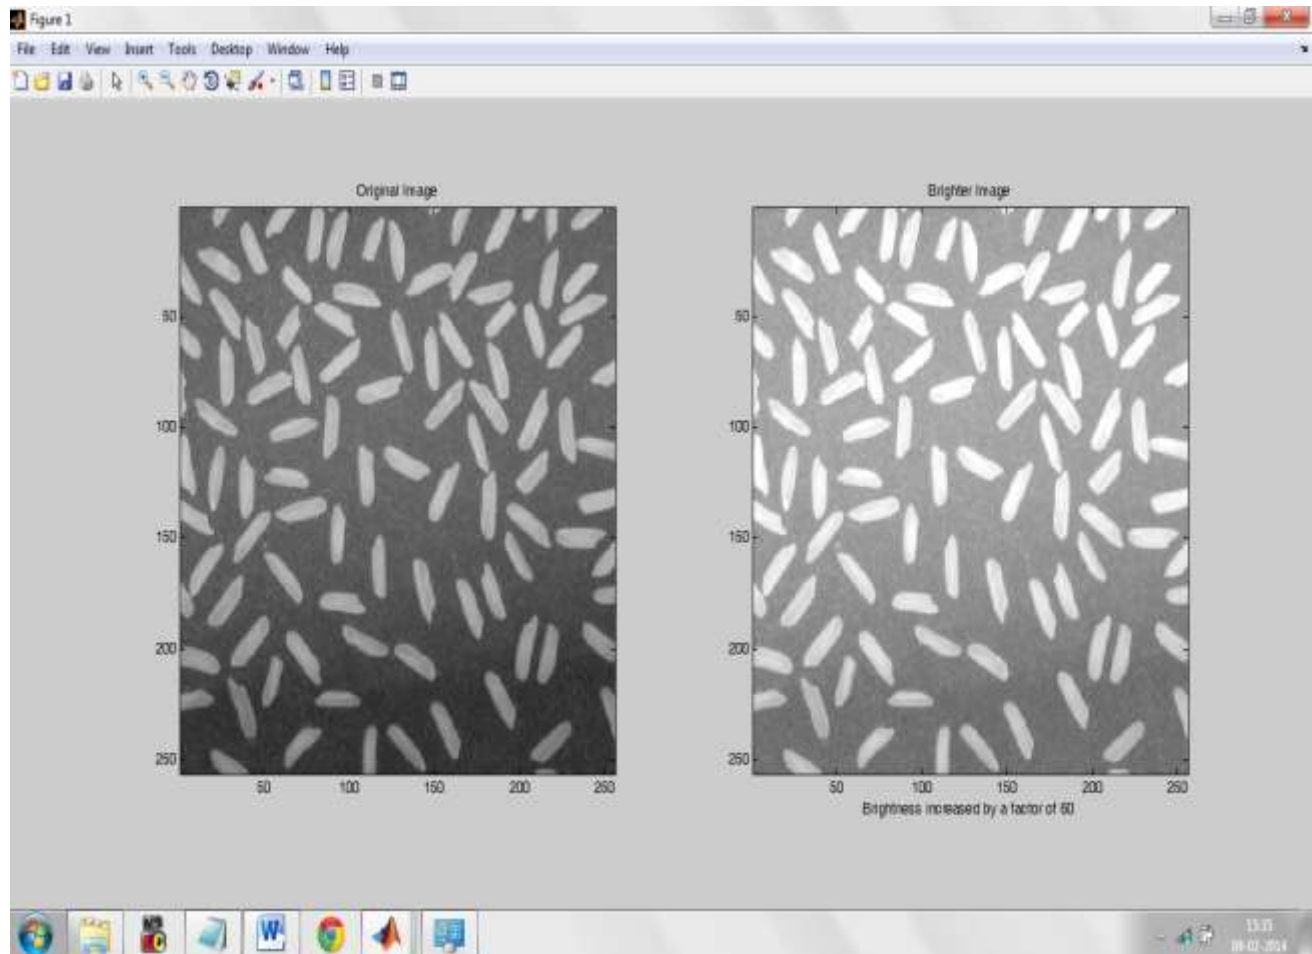 Figure 1
File Edit View Insert Tools Desktop Window Help
Original Image
50
100
150
200
250
50 100 150 200 250
Brighter Image
50
100
150
200
250
50 100 150 200 250
Brightness increased by a factor of 60
W